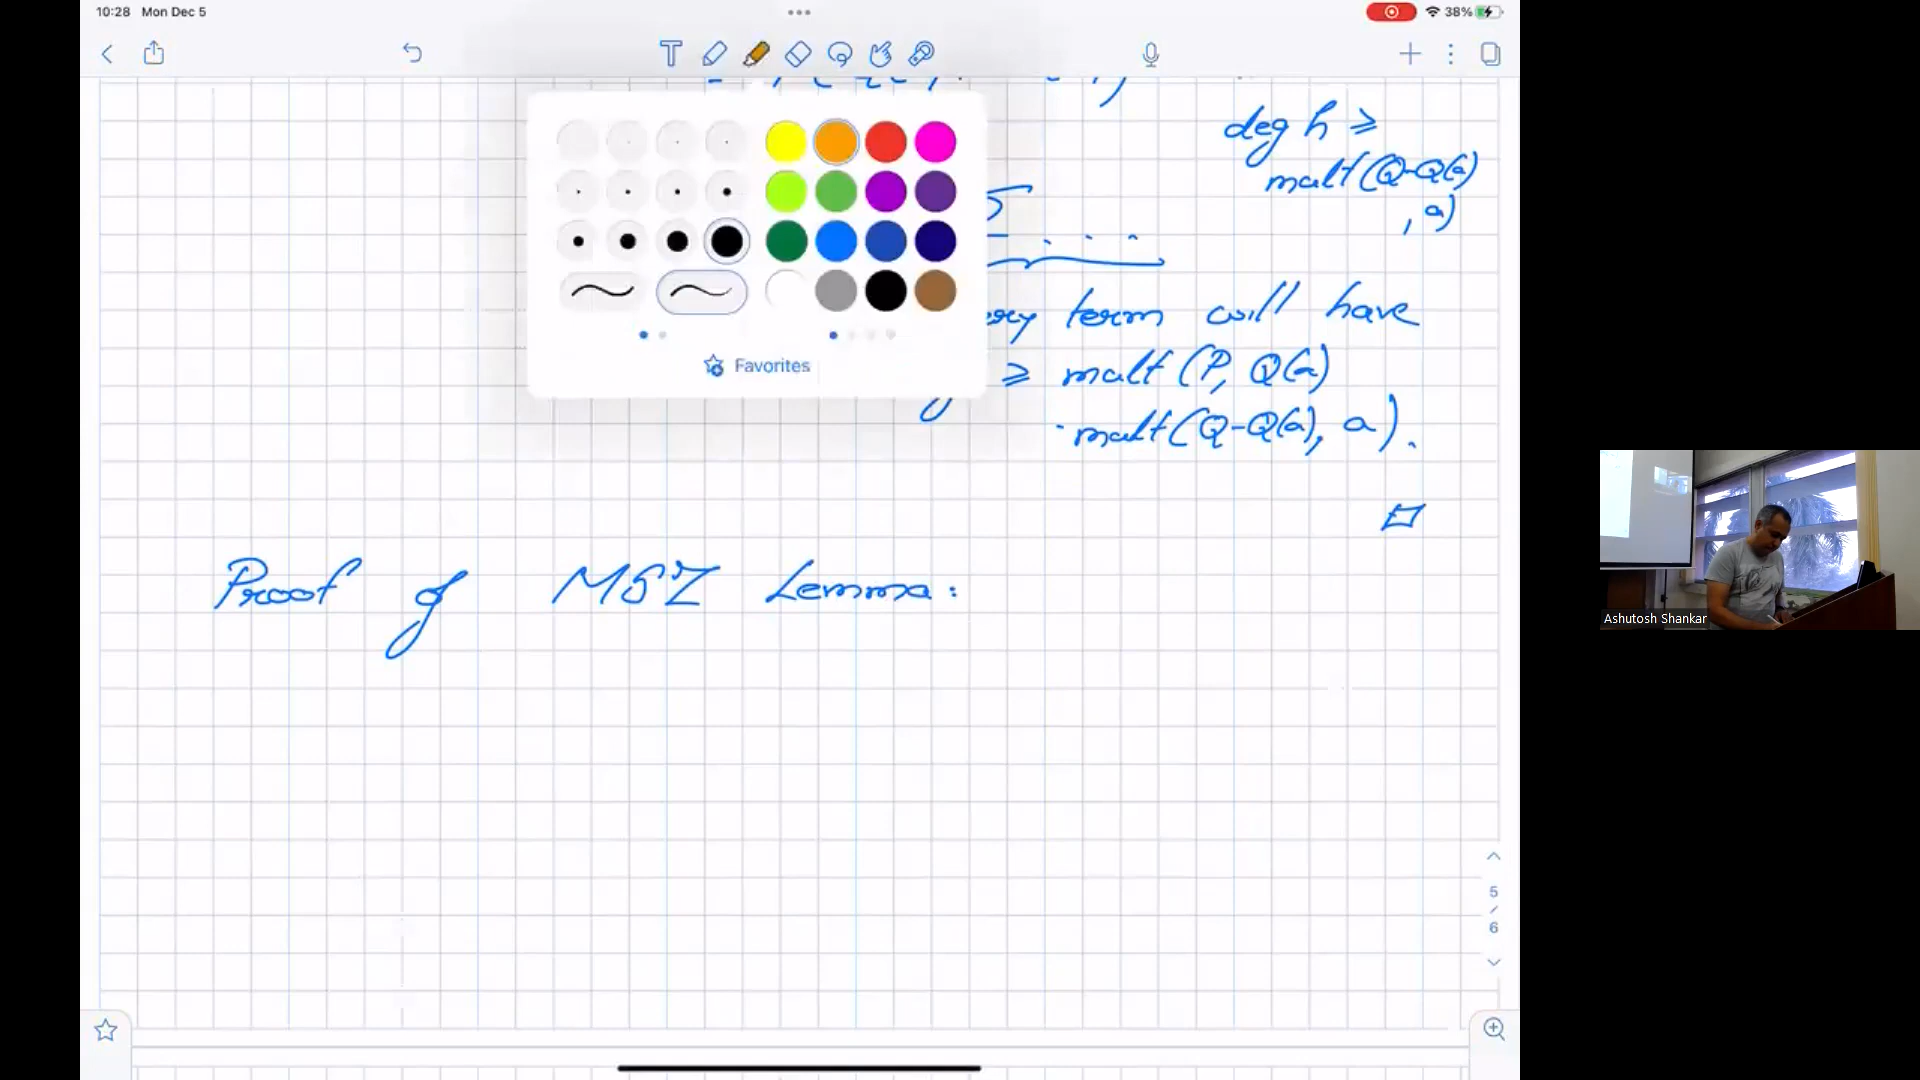 10:28 Mon Dec 5
38%
deg h ≥
mult(Q-Q(a)
, a)
term will have
≥ mult(P, Q(a)
· mult(Q-Q(a), a).
Favorites
Proof of MSZ Lemma:
Ashutosh Shankar
5
/
6